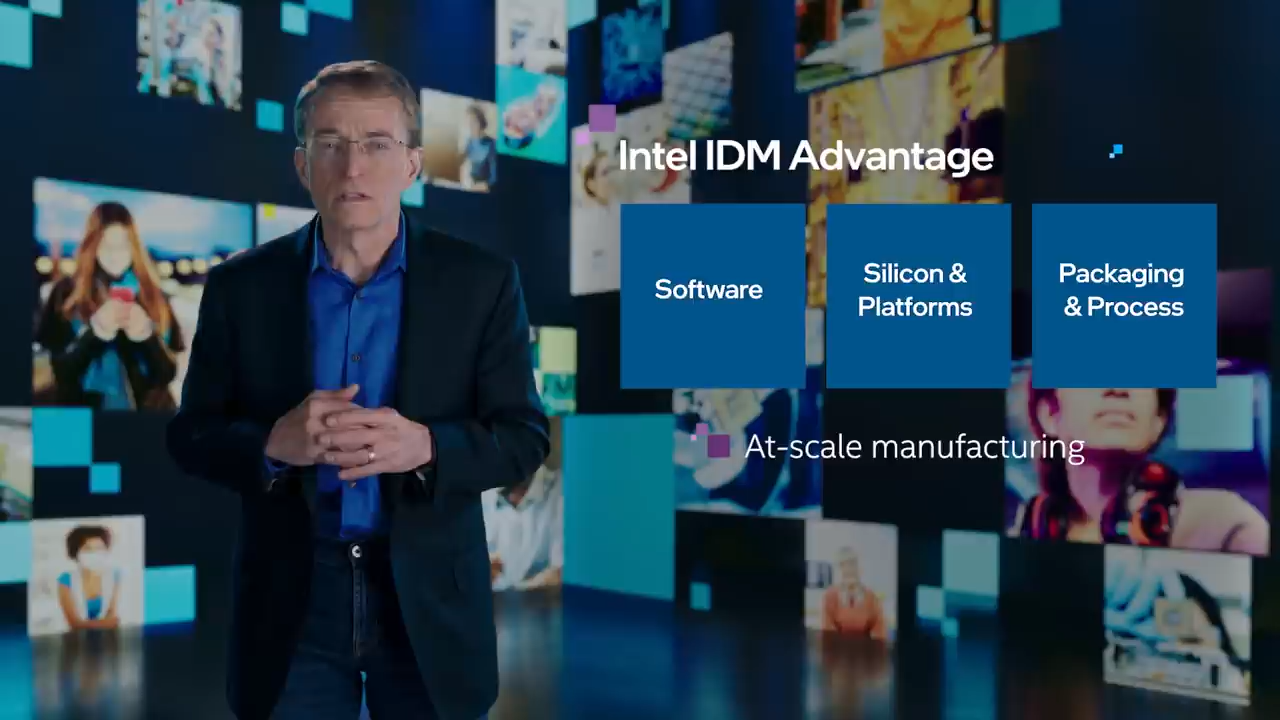 Intel IDM Advantage
Software
Silicon &
Platforms
Packaging
& Process
At-scale manufacturing